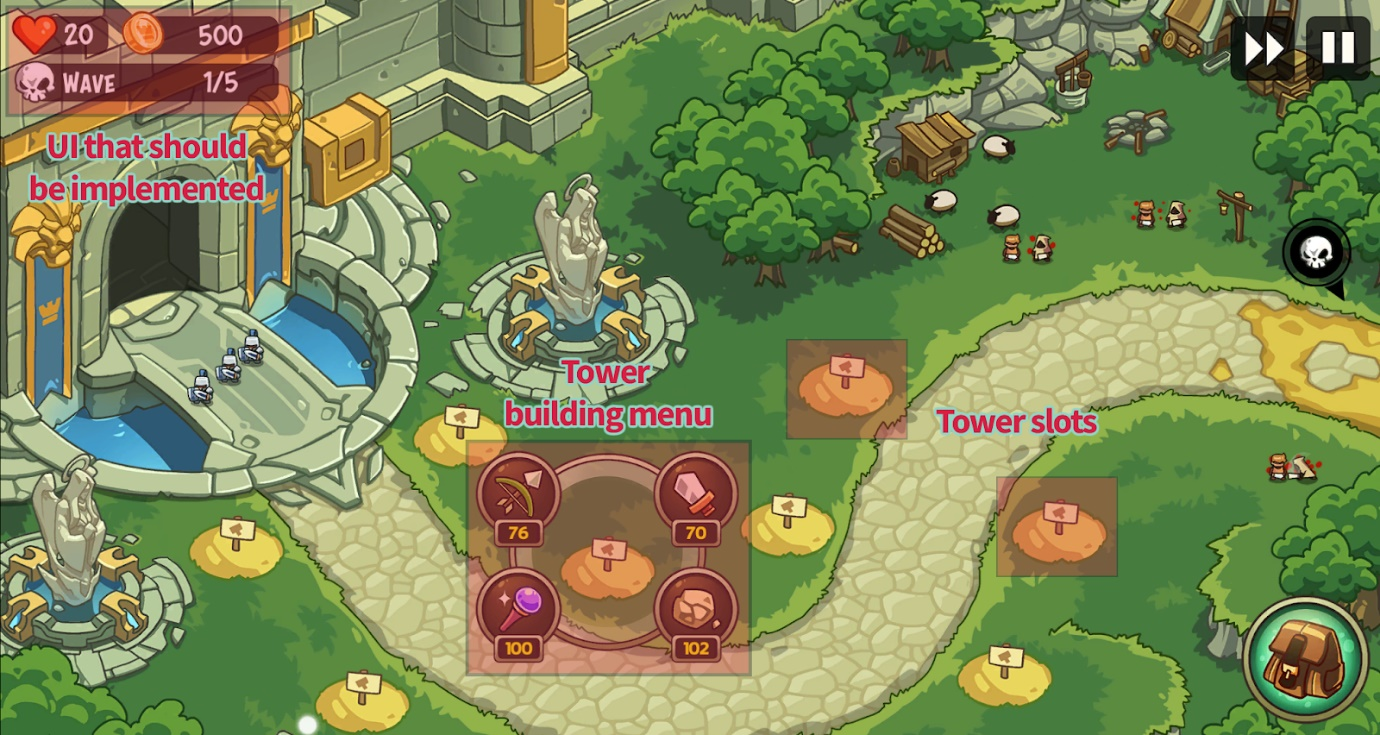 20 500
WAVE 1/5
UI that should
be implemented
Tower
building menu
Tower slots
76 70
100 102